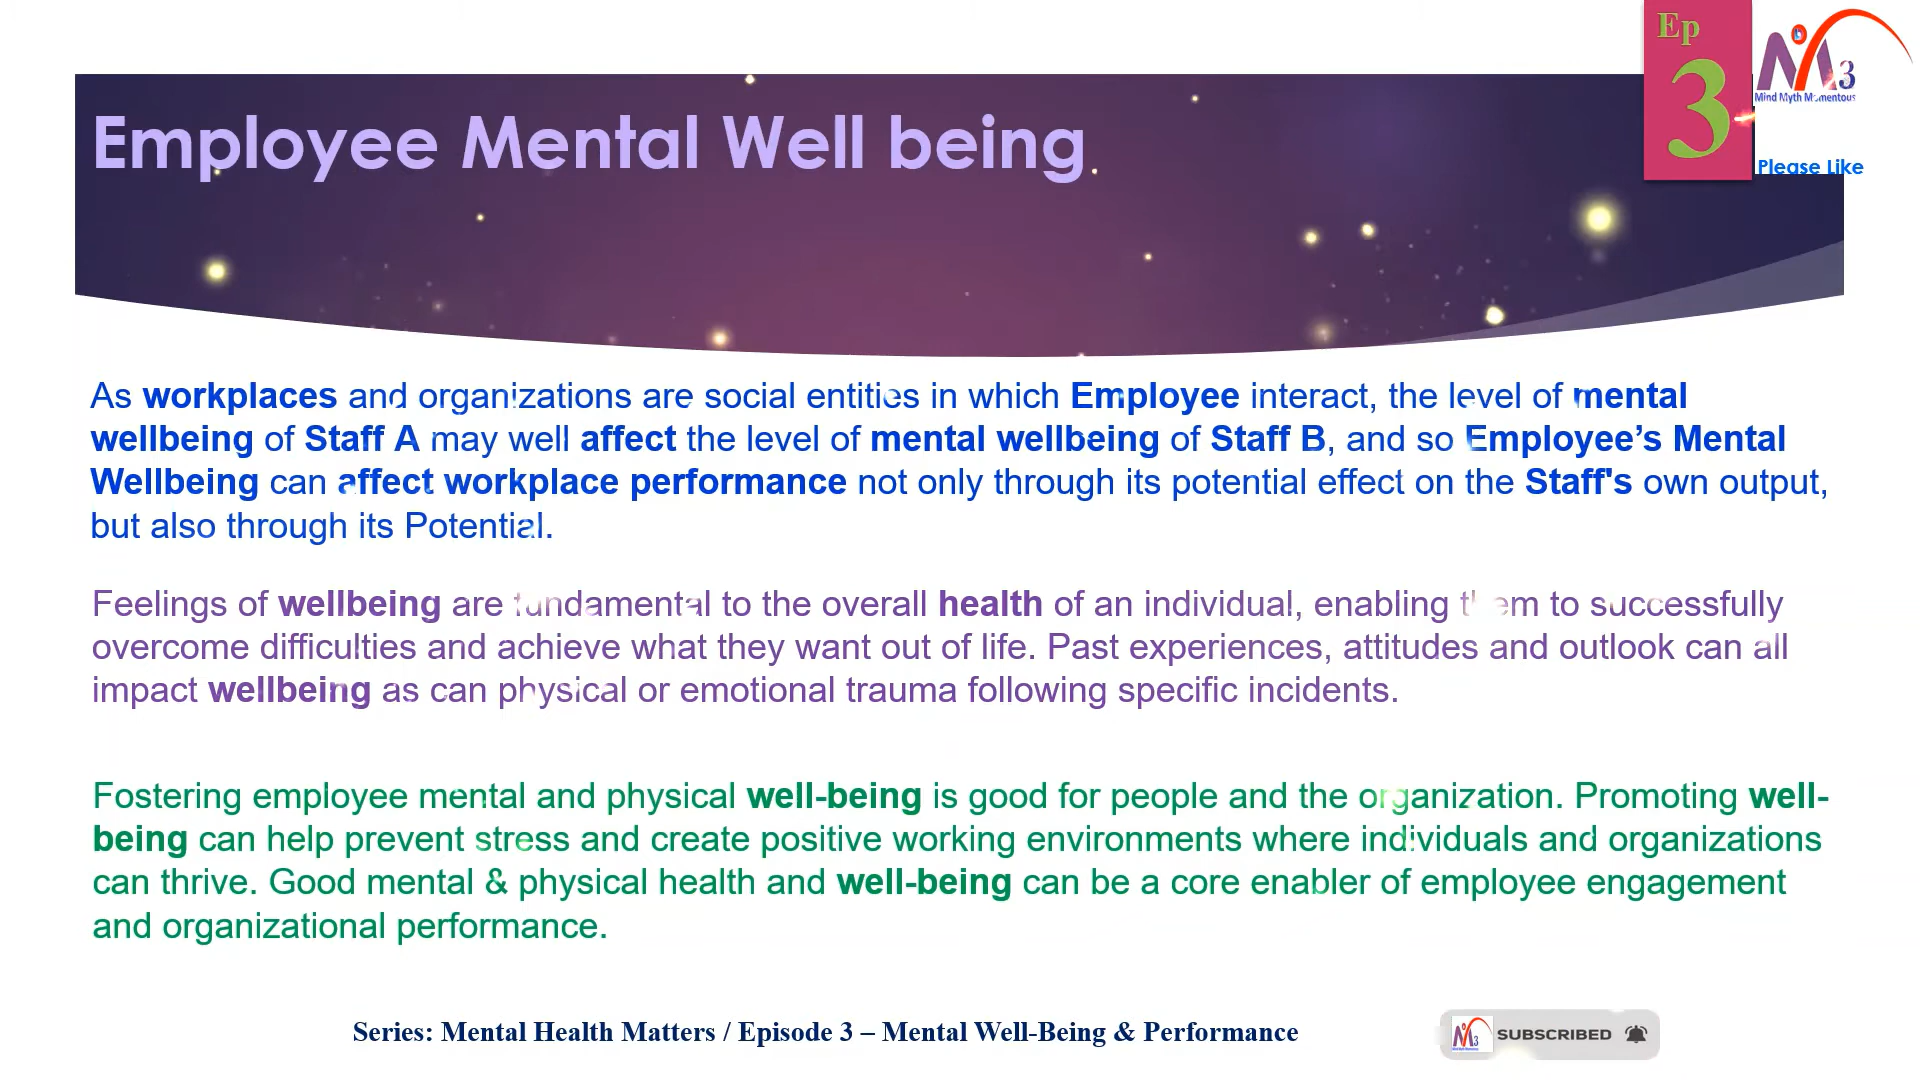 Ep
3
M3
Mind Myth Momentous
Please Like
Employee Mental Well being
As workplaces and organizations are social entities in which Employee interact, the level of mental
wellbeing of Staff A may well affect the level of mental wellbeing of Staff B, and so Employee’s Mental
Wellbeing can affect workplace performance not only through its potential effect on the Staff's own output,
but also through its Potential.
Feelings of wellbeing are fundamental to the overall health of an individual, enabling them to successfully
overcome difficulties and achieve what they want out of life. Past experiences, attitudes and outlook can all
impact wellbeing as can physical or emotional trauma following specific incidents.
Fostering employee mental and physical well-being is good for people and the organization. Promoting well-
being can help prevent stress and create positive working environments where individuals and organizations
can thrive. Good mental & physical health and well-being can be a core enabler of employee engagement
and organizational performance.
Series: Mental Health Matters / Episode 3 – Mental Well-Being & Performance
M3
SUBSCRIBED